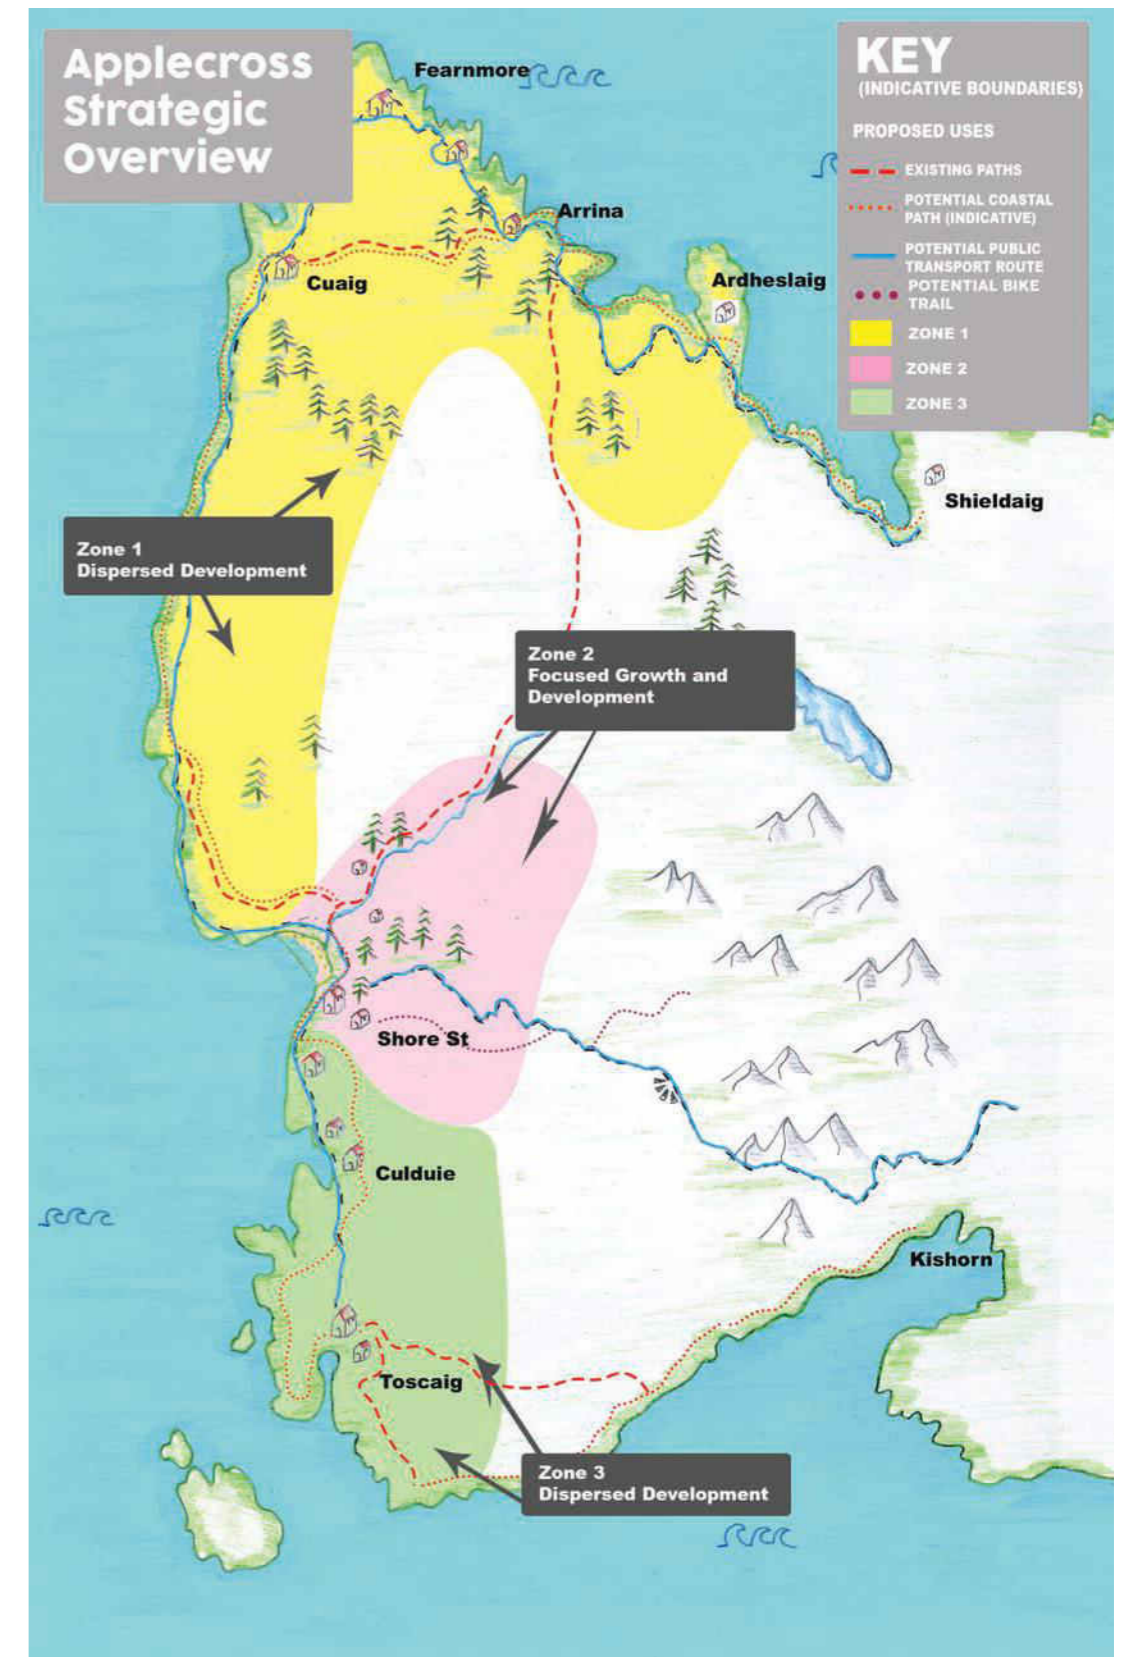 Applecross
Strategic
Overview
KEY
(INDICATIVE BOUNDARIES)
PROPOSED USES
EXISTING PATHS
POTENTIAL COASTAL
PATH (INDICATIVE)
POTENTIAL PUBLIC
TRANSPORT ROUTE
POTENTIAL BIKE
TRAIL
ZONE 1
ZONE 2
ZONE 3
Fearnmore
Arrina
Cuaig
Ardheslaig
Shieldaig
Zone 1
Dispersed Development
Zone 2
Focused Growth and
Development
Shore St
Culduie
Kishorn
Toscaig
Zone 3
Dispersed Development